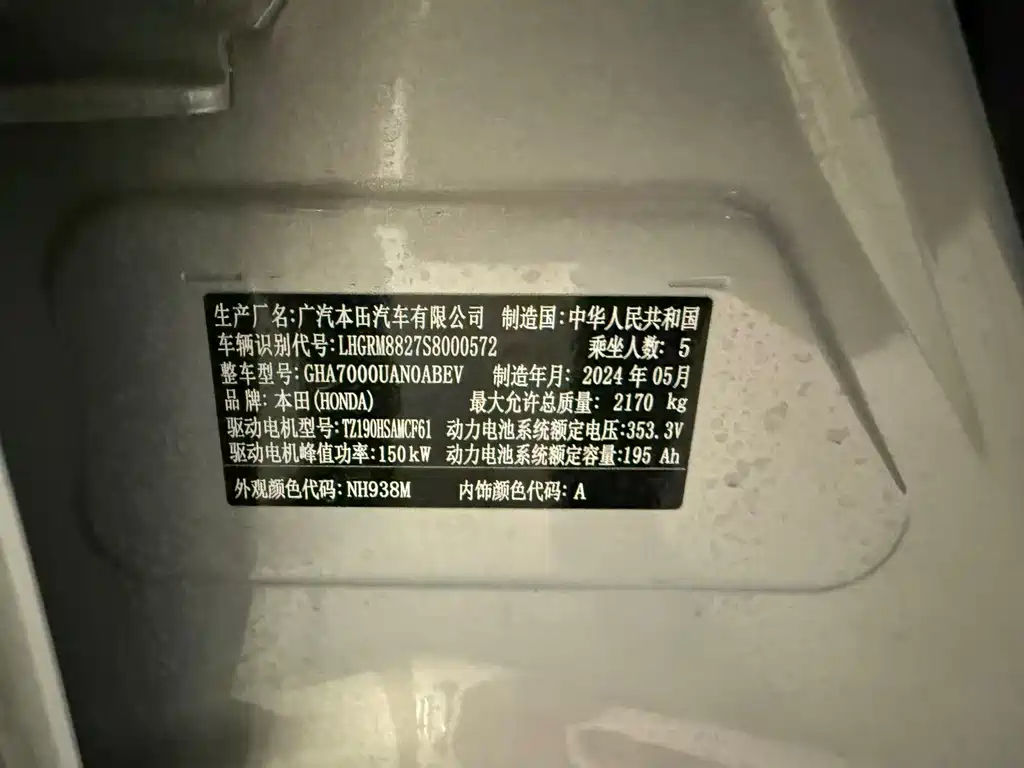 生产厂名:广汽本田汽车有限公司 制造国:中华人民共和国
车辆识别代号:LHGRM8827S8000572 乘坐人数: 5
整车型号:GHA7000UAN0ABEV 制造年月: 2024 年 05月
品 牌: 本田(HONDA) 最大允许总质量: 2170 kg
驱动电机型号:TZ190HSAMCF61 动力电池系统额定电压:353.3V
驱动电机峰值功率:150kW 动力电池系统额定容量:195 Ah
外观颜色代码:NH938M 内饰颜色代码: A